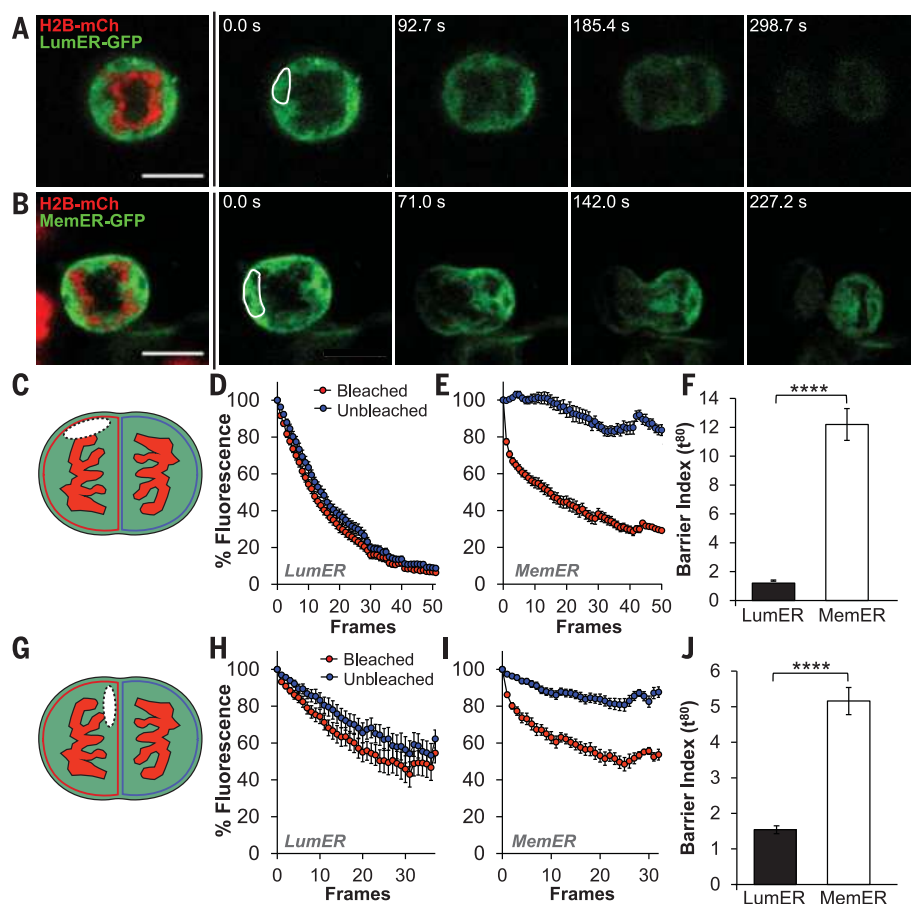 A
H2B-mCh
LumER-GFP
0.0 s
92.7 s
185.4 s
298.7 s
B
H2B-mCh
MemER-GFP
0.0 s
71.0 s
142.0 s
227.2 s
C
D
100
80
60
40
20
0
% Fluorescence
Bleached
Unbleached
LumER
0 10 20 30 40 50
Frames
E
100
80
60
40
20
0
MemER
0 10 20 30 40 50
Frames
F
****
14
12
10
8
6
4
2
0
Barrier Index (t⁸⁰)
LumER MemER
G
H
100
80
60
40
20
0
% Fluorescence
Bleached
Unbleached
LumER
0 10 20 30
Frames
I
100
80
60
40
20
0
MemER
0 10 20 30
Frames
J
****
6
5
4
3
2
1
0
Barrier Index (t⁸⁰)
LumER MemER